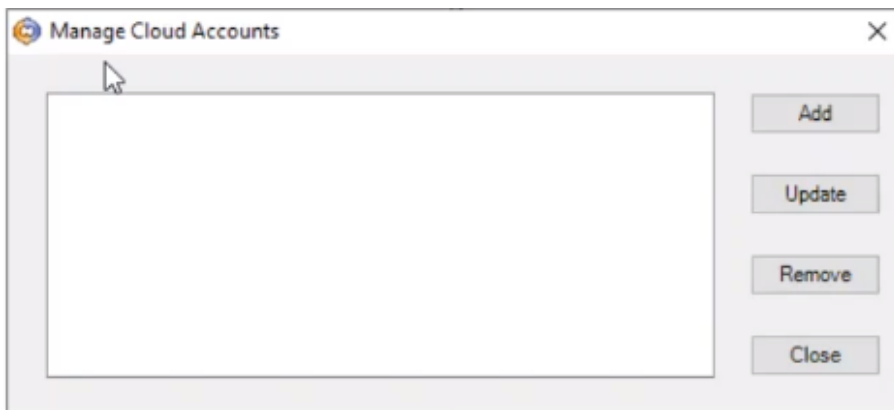 Manage Cloud Accounts
Add
Update
Remove
Close